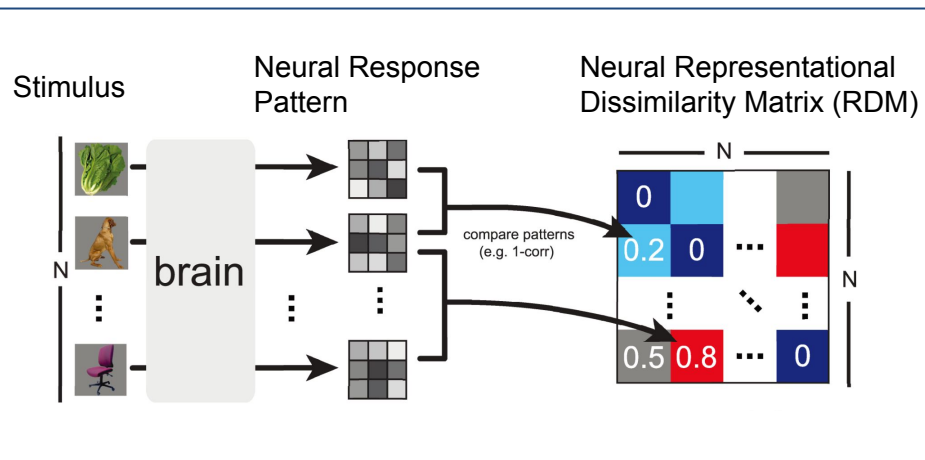 Stimulus
Neural Response
Pattern
Neural Representational
Dissimilarity Matrix (RDM)
N
brain
compare patterns
(e.g. 1-corr)
N
0
0.2 0 ...
0.5 0.8 ... 0
N